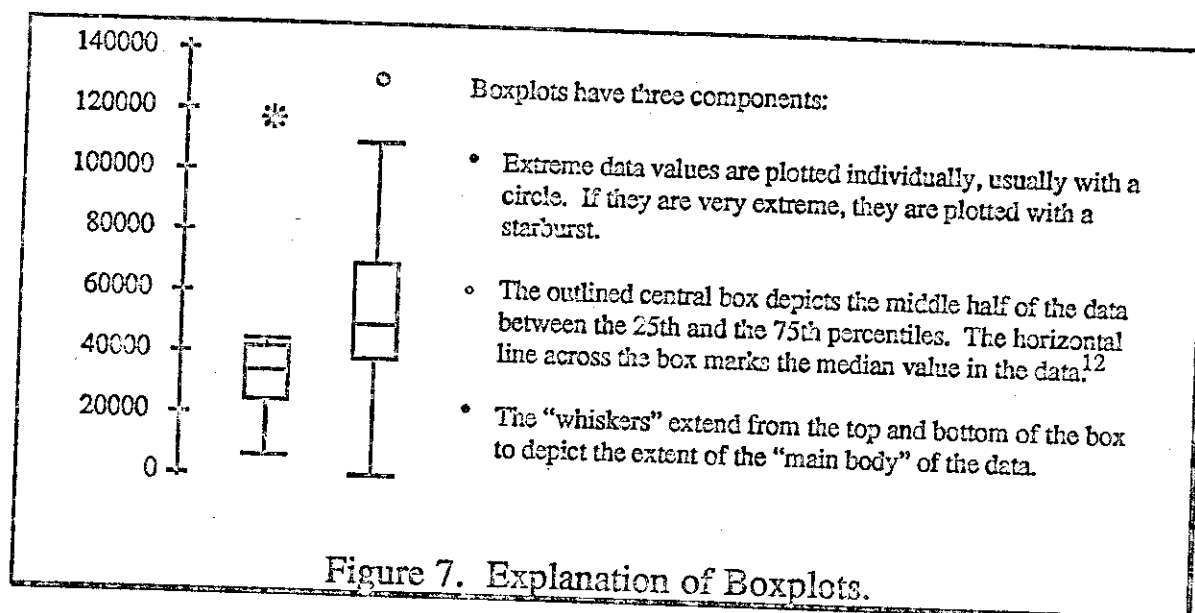 140000
120000
100000
80000
60000
40000
20000
0
Boxplots have three components:
• Extreme data values are plotted individually, usually with a
circle. If they are very extreme, they are plotted with a
starburst.
• The outlined central box depicts the middle half of the data
between the 25th and the 75th percentiles. The horizontal
line across the box marks the median value in the data.12
• The “whiskers” extend from the top and bottom of the box
to depict the extent of the “main body” of the data.
Figure 7. Explanation of Boxplots.